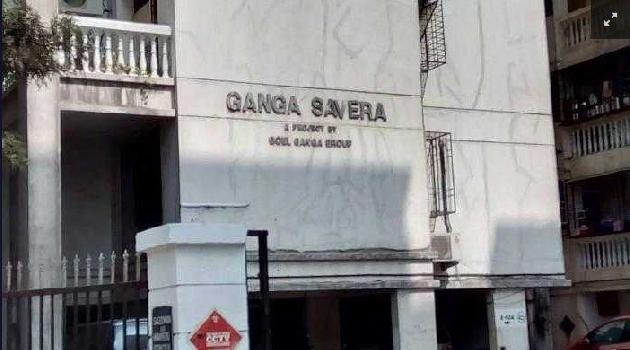 GANGA SAVERA
A PROJECT BY
GOEL GANGA GROUP
CCTV